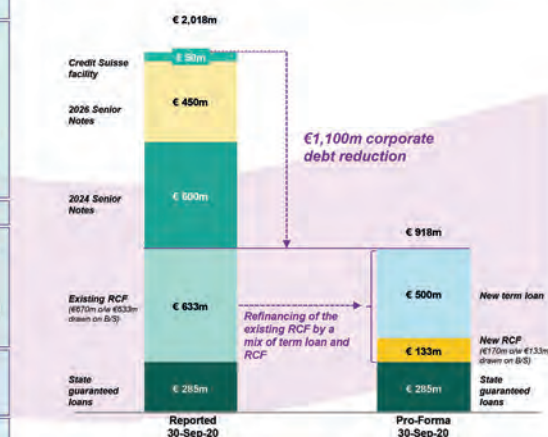 € 2,018m
Credit Suisse
facility
€ 50m
2026 Senior
Notes
€ 450m
€1,100m corporate
debt reduction
2024 Senior
Notes
€ 600m
€ 918m
Existing RCF
(€670m o/w €633m
drawn on B/S)
€ 633m
Refinancing of the
existing RCF by a
mix of term loan and
RCF
€ 500m
New term loan
€ 133m
New RCF
(€170m o/w €133m
drawn on B/S)
State
guaranteed
loans
€ 285m
€ 285m
State
guaranteed
loans
Reported
30-Sep-20
Pro-Forma
30-Sep-20